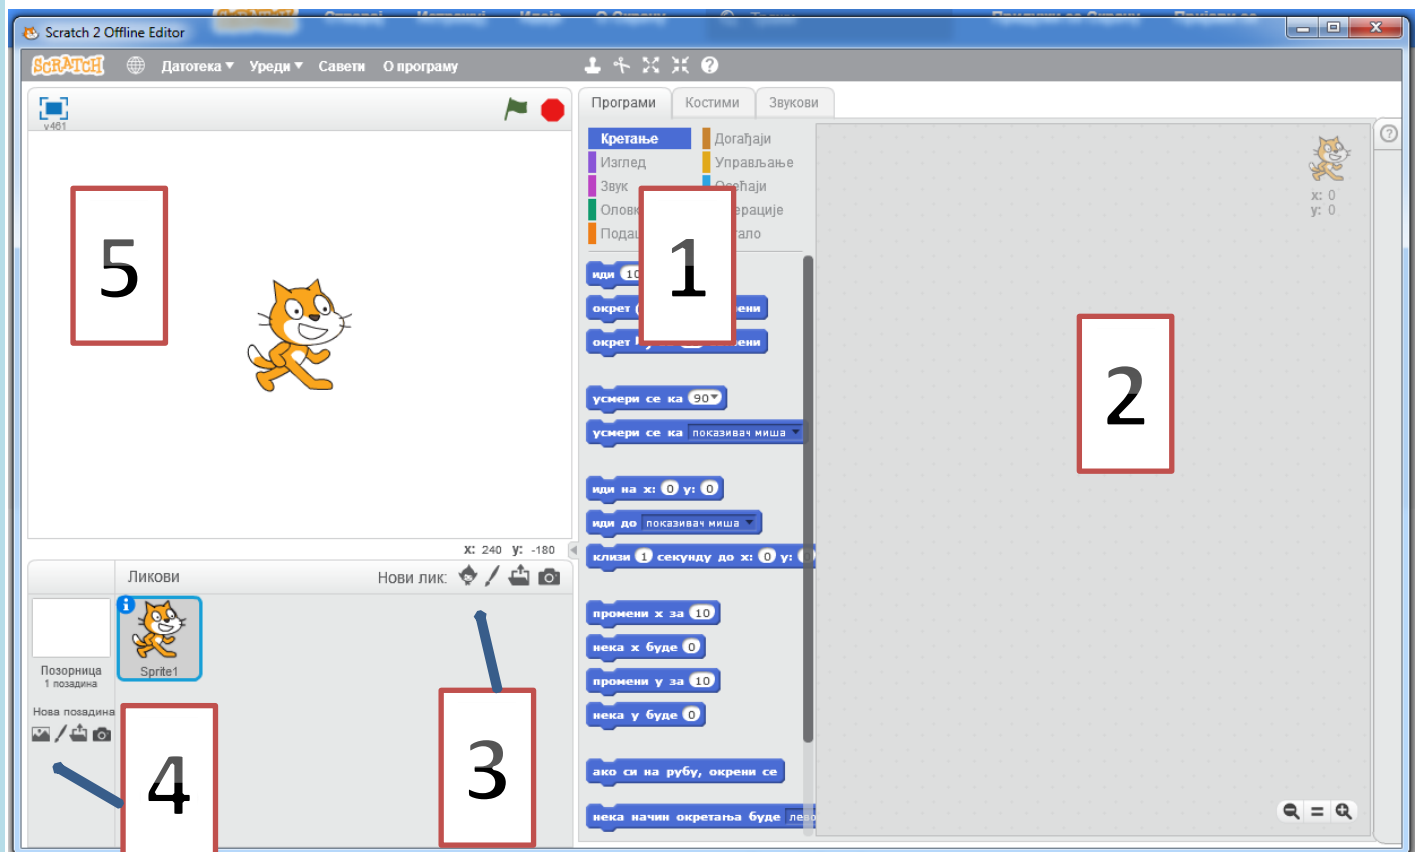 Scratch 2 Offline Editor
SCRATCH Датотека Уреди Савети О програму
v461
Програми Костими Звукови
Кретање Догађаји
Изглед Управљање
Звук
5
1
2
x: 0
y: 0
иди
окрет
окрет
усмери се ка 90
усмери се ка показивач миша
иди на x: 0 y: 0
иди до показивач миша
клизи 1 секунду до x: 0 y:
промени x за 10
нека x буде 0
промени y за 10
нека y буде 0
ако си на рубу, окрени се
нека начин окретања буде
x: 240 y: -180
Ликови Нови лик:
Позорница
1 позадина
Sprite1
Нова позадина
3
4